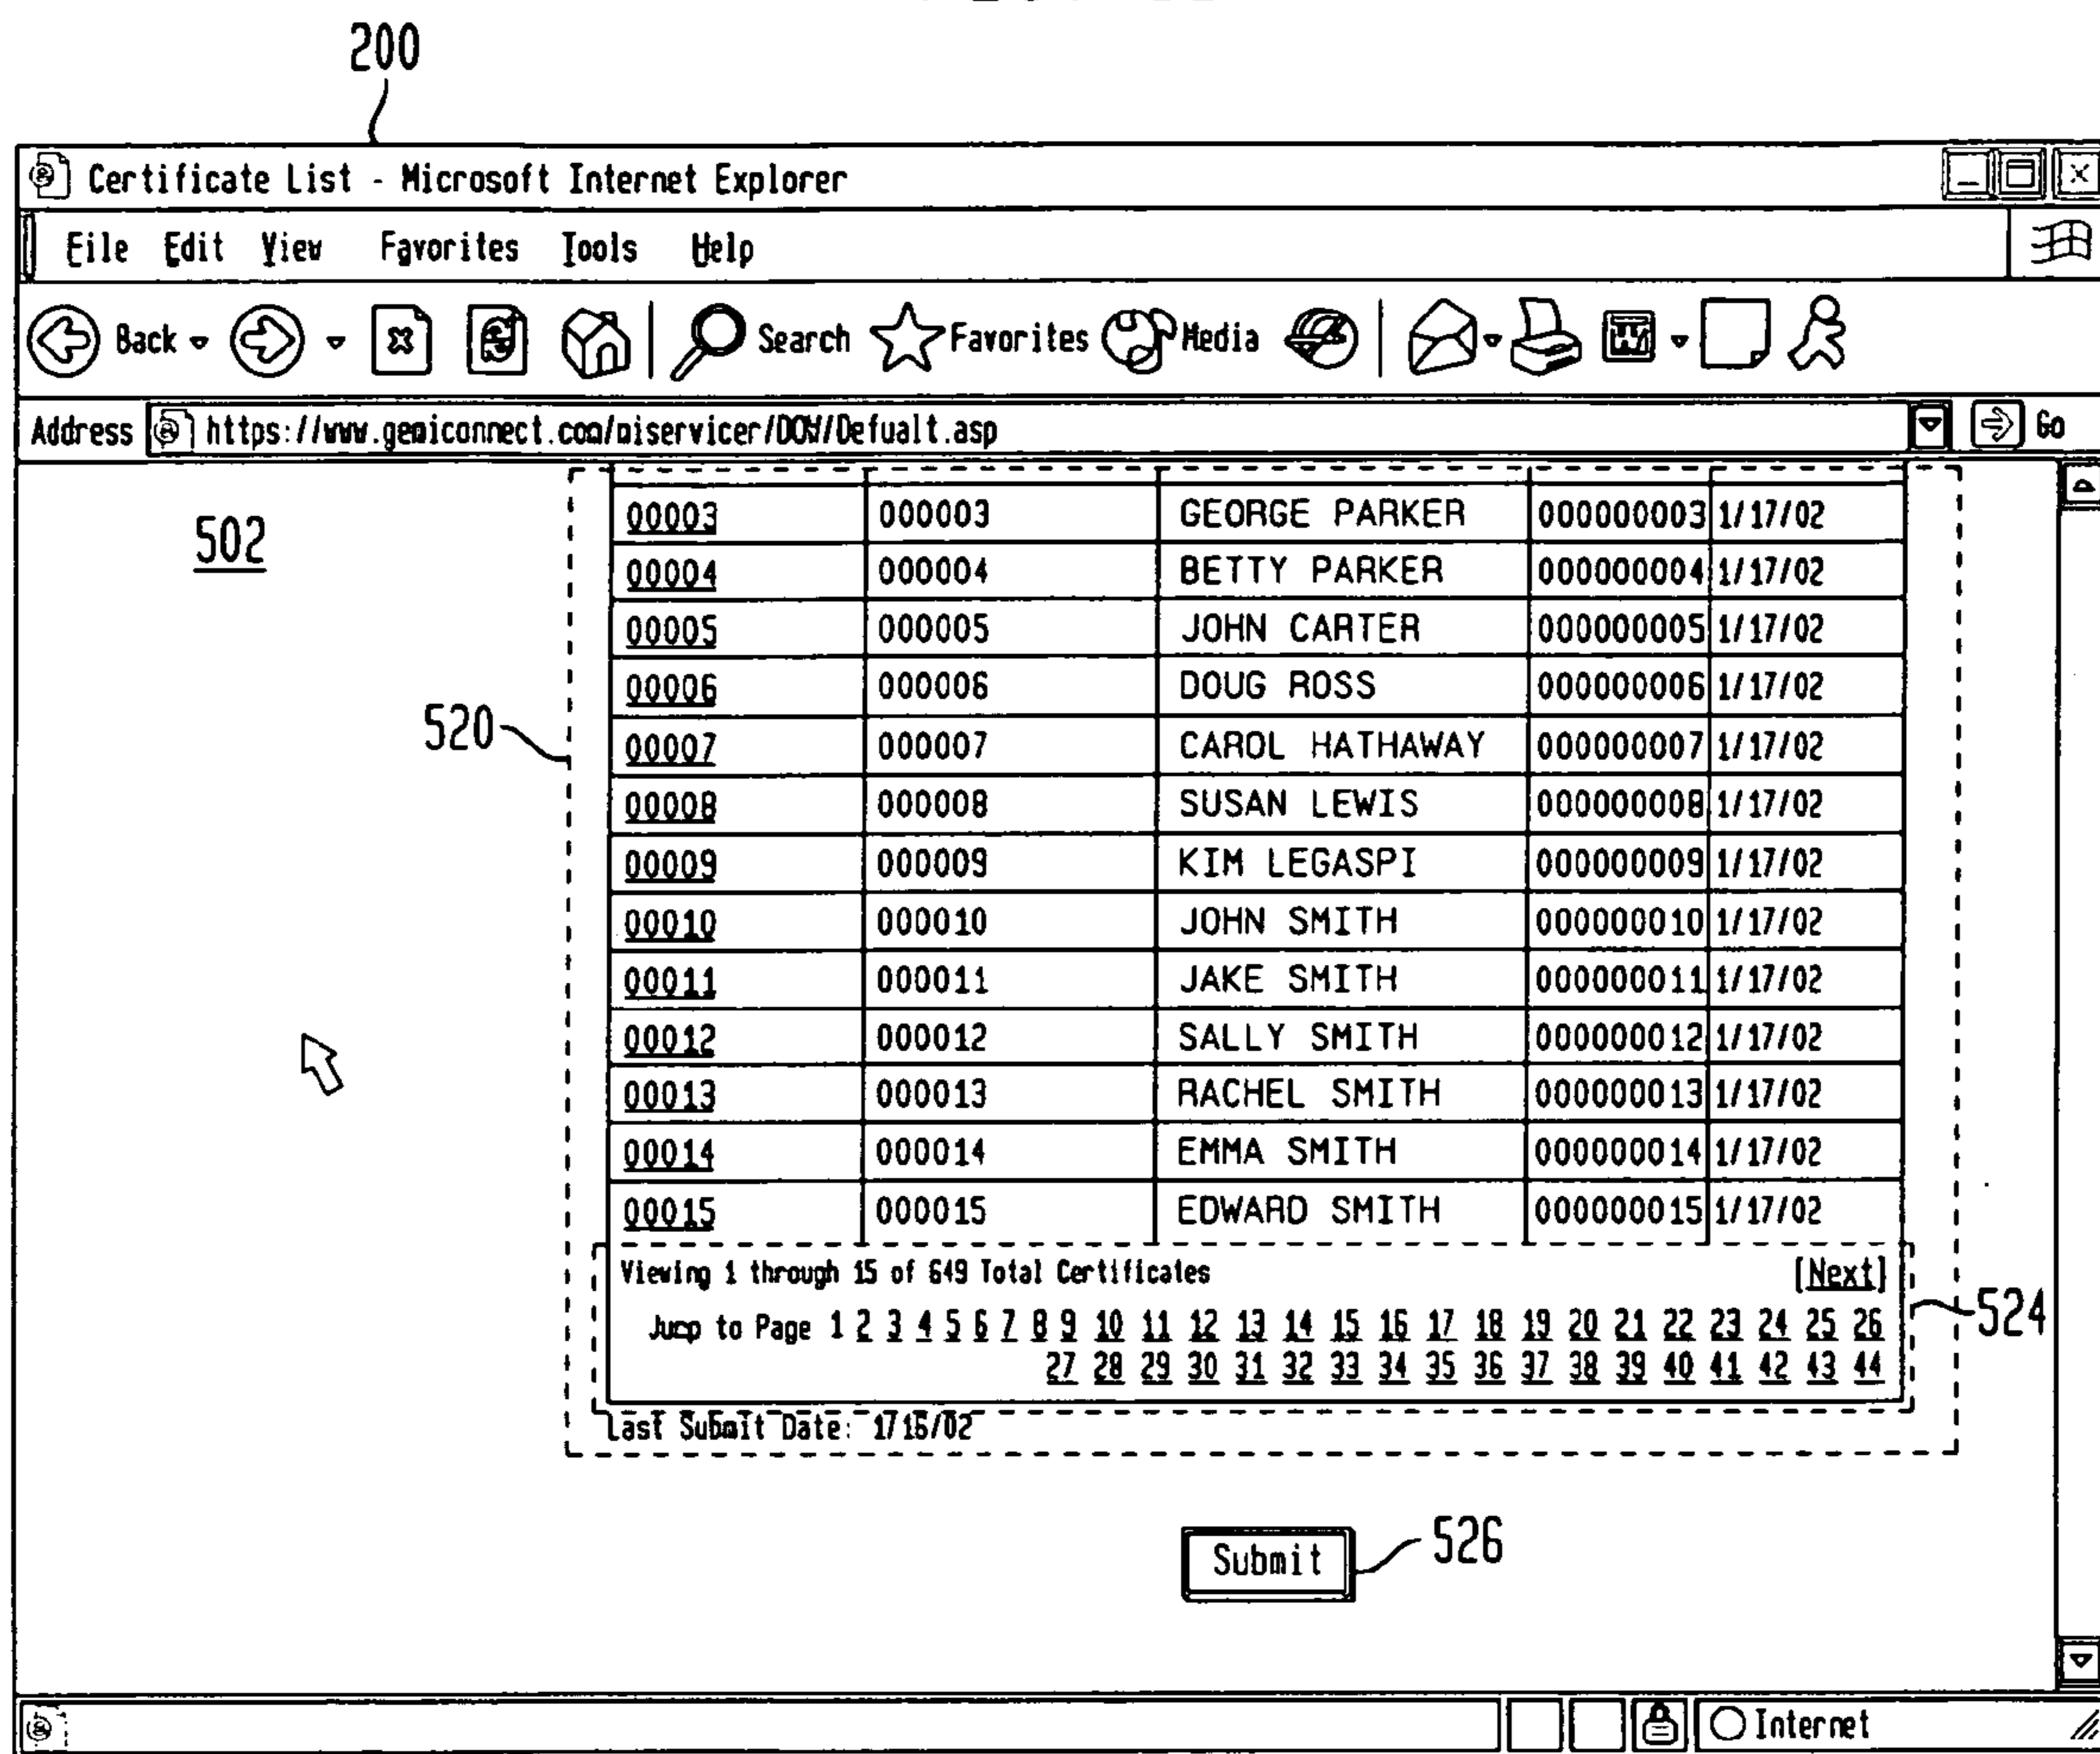 200
Certificate List - Microsoft Internet Explorer
File Edit View Favorites Tools Help
Back Search Favorites Media W
Address https://www.gemiconnect.com/miservicer/DOW/Defualt.asp Go
502
00003 000003 GEORGE PARKER 000000003 1/17/02
00004 000004 BETTY PARKER 000000004 1/17/02
00005 000005 JOHN CARTER 000000005 1/17/02
00006 000006 DOUG ROSS 000000006 1/17/02
520
00007 000007 CAROL HATHAWAY 000000007 1/17/02
00008 000008 SUSAN LEWIS 000000008 1/17/02
00009 000009 KIM LEGASPI 000000009 1/17/02
00010 000010 JOHN SMITH 000000010 1/17/02
00011 000011 JAKE SMITH 000000011 1/17/02
00012 000012 SALLY SMITH 000000012 1/17/02
00013 000013 RACHEL SMITH 000000013 1/17/02
00014 000014 EMMA SMITH 000000014 1/17/02
00015 000015 EDWARD SMITH 000000015 1/17/02
Viewing 1 through 15 of 649 Total Certificates [Next]
524
Jump to Page 1 2 3 4 5 6 7 8 9 10 11 12 13 14 15 16 17 18 19 20 21 22 23 24 25 26
27 28 29 30 31 32 33 34 35 36 37 38 39 40 41 42 43 44
Last Submit Date: 1/16/02
Submit 526
Internet